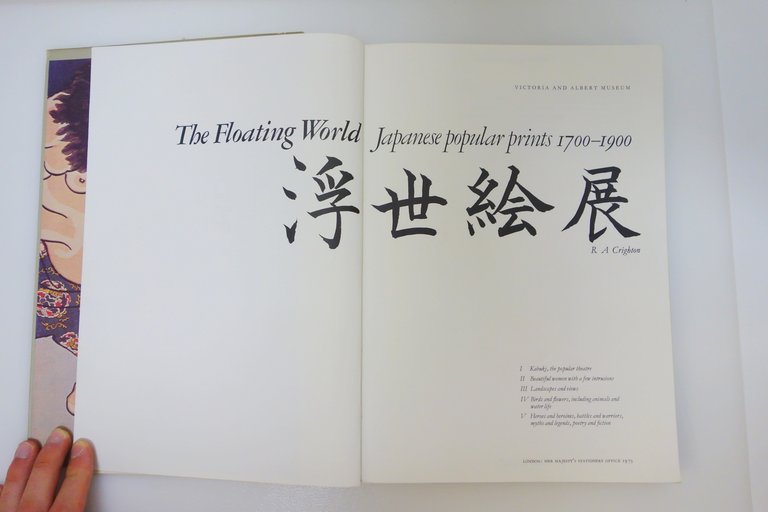 VICTORIA AND ALBERT MUSEUM
The Floating World Japanese popular prints 1700–1900
浮世絵展
R A Crighton
I Kabuky, the popular theatre
II Beautiful women with a few intrusions
III Landscapes and views
IV Birds and flowers, including animals and
water life
V Heroes and heroines, battles and warriors,
myths and legends, poetry and fiction
LONDON: HER MAJESTY'S STATIONERY OFFICE 1973